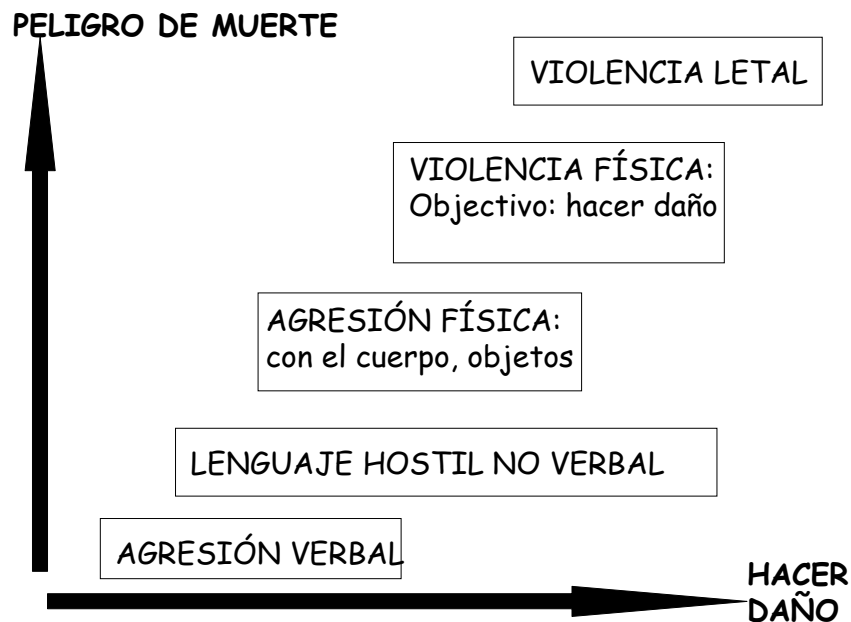 PELIGRO DE MUERTE
VIOLENCIA LETAL
VIOLENCIA FÍSICA:
Objectivo: hacer daño
AGRESIÓN FÍSICA:
con el cuerpo, objetos
LENGUAJE HOSTIL NO VERBAL
AGRESIÓN VERBAL
HACER
DAÑO